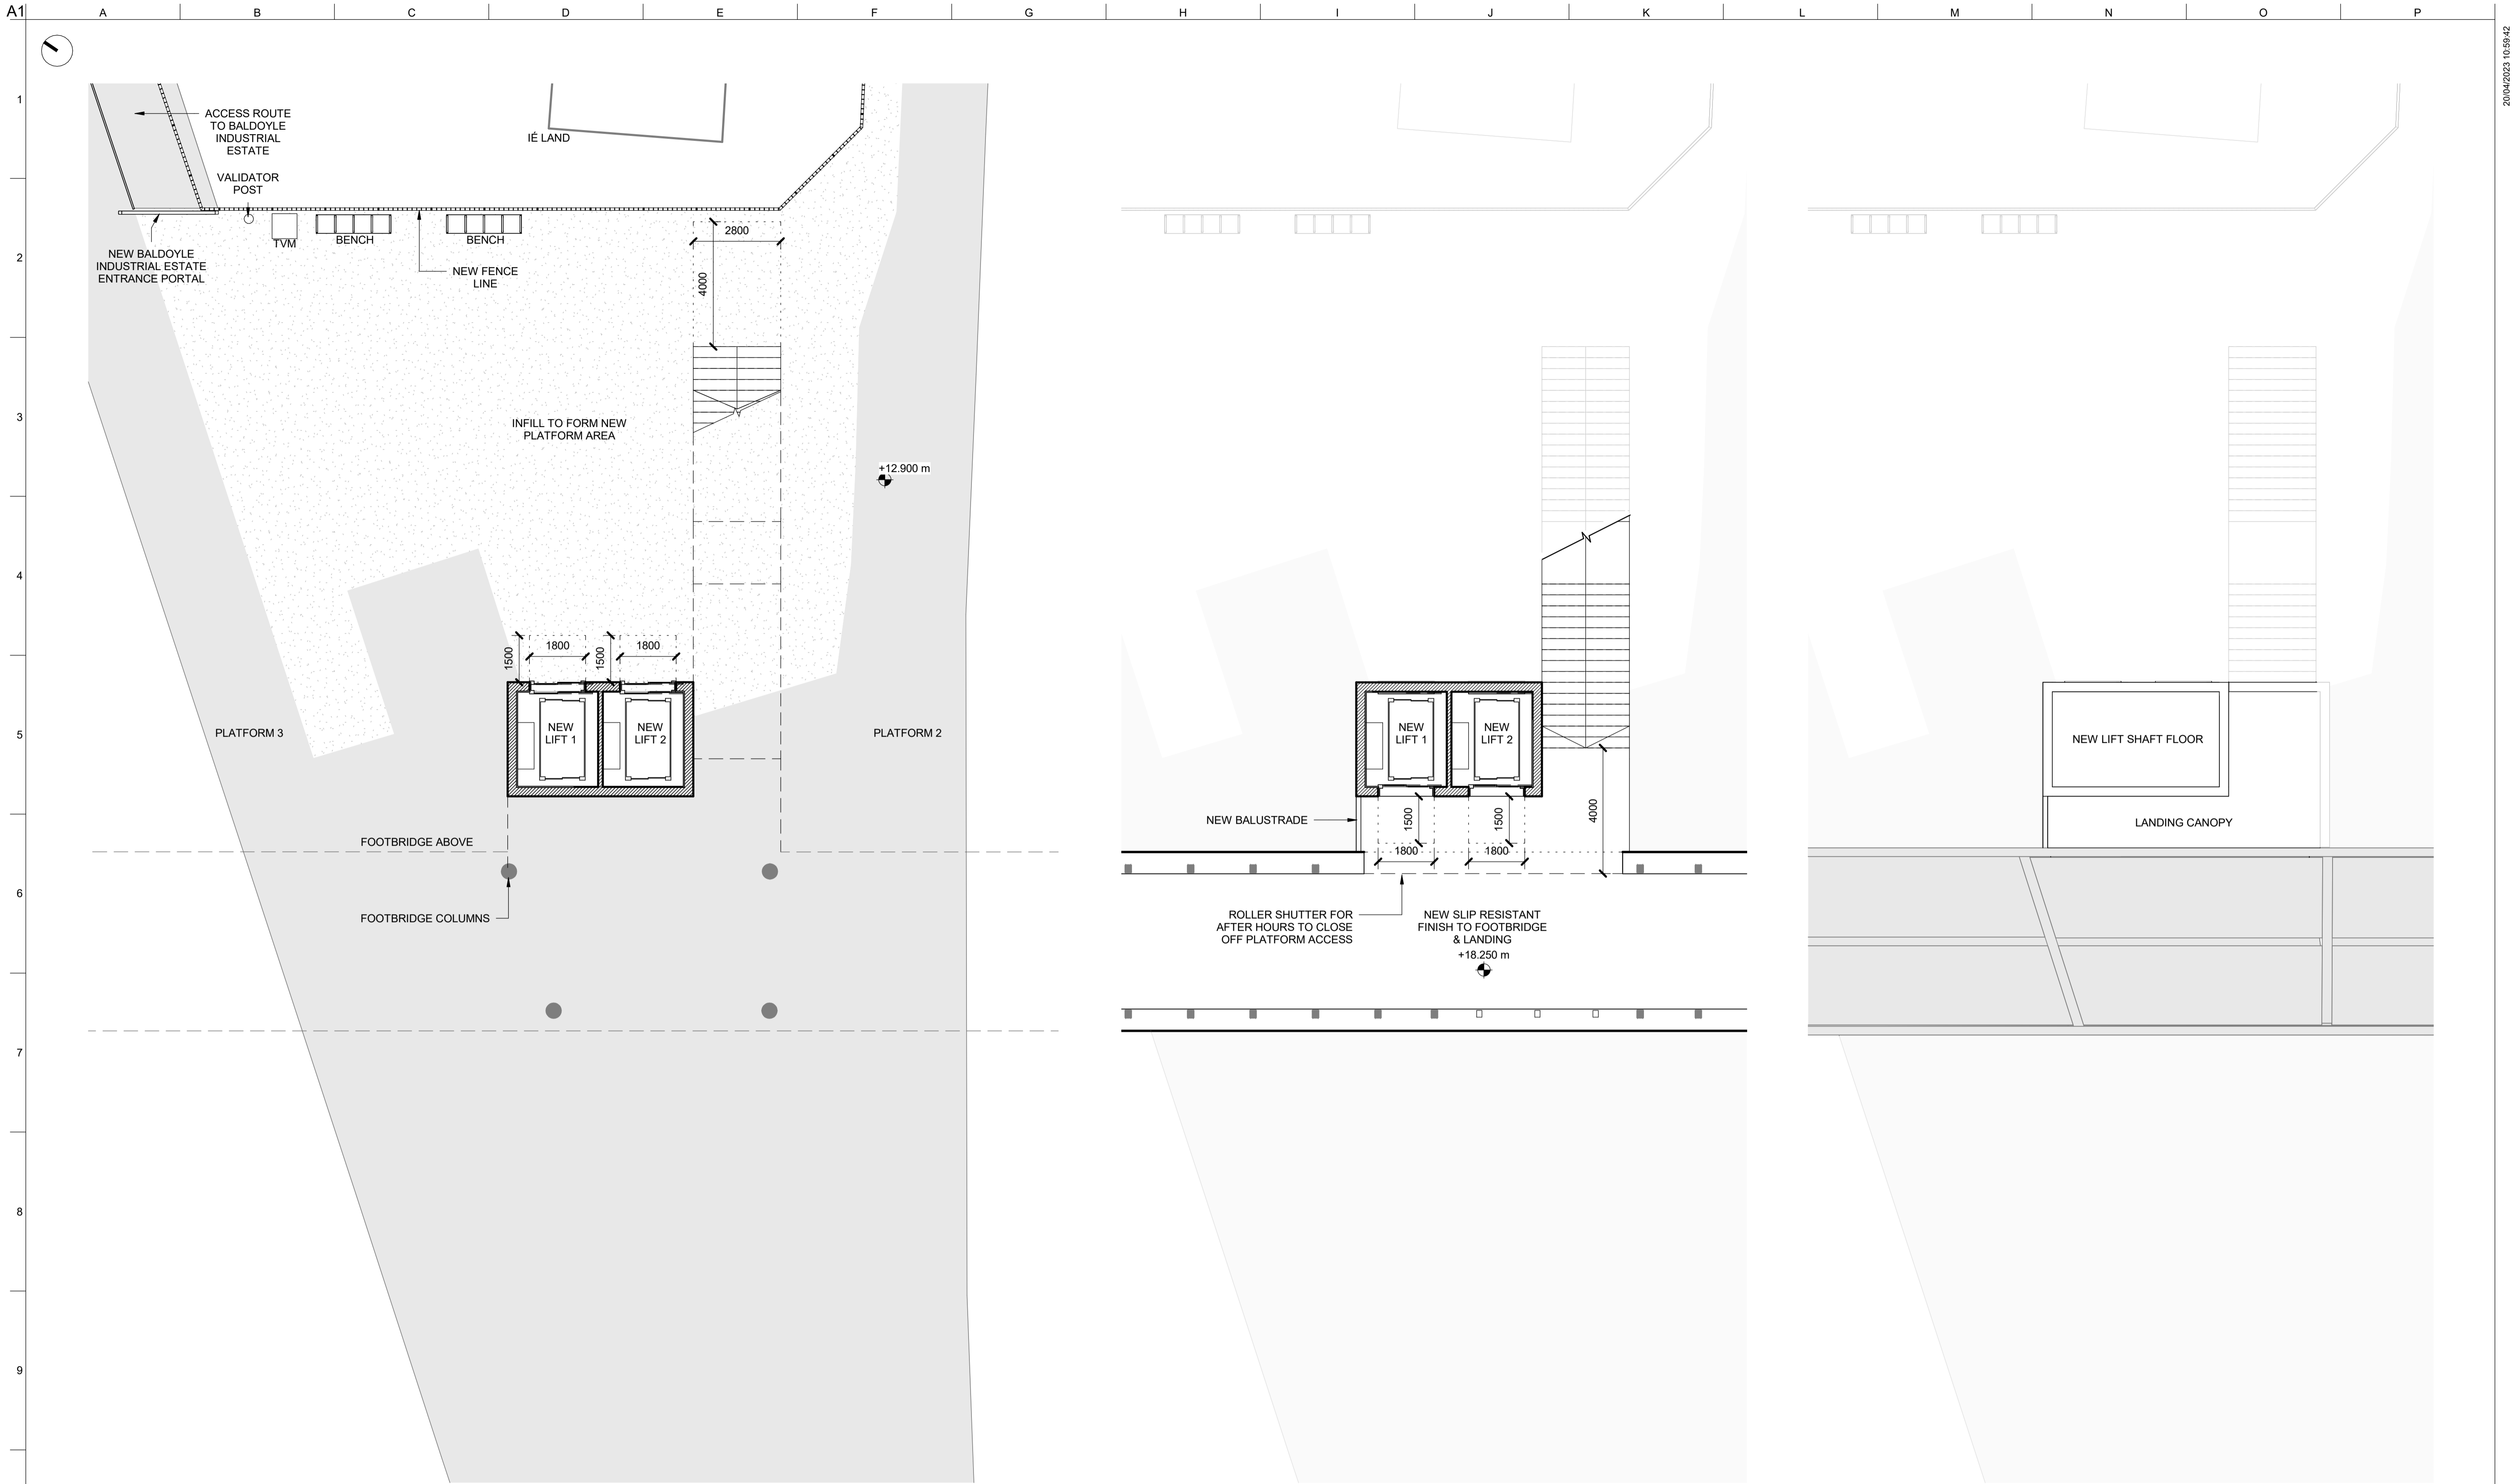 A1
A
B
C
D
E
F
G
H
I
J
K
L
M
N
O
P
20/04/2023 10:59:42
1
2
3
4
5
6
7
8
9
ACCESS ROUTE
TO BALDOYLE
INDUSTRIAL
ESTATE
IÉ LAND
VALIDATOR
POST
TVM
BENCH
BENCH
2800
NEW BALDOYLE
INDUSTRIAL ESTATE
ENTRANCE PORTAL
NEW FENCE
LINE
4000
INFILL TO FORM NEW
PLATFORM AREA
+12.900 m
1500
1800
1500
1800
PLATFORM 3
NEW
LIFT 1
NEW
LIFT 2
PLATFORM 2
FOOTBRIDGE ABOVE
FOOTBRIDGE COLUMNS
NEW
LIFT 1
NEW
LIFT 2
NEW BALUSTRADE
1500
1500
4000
1800
1800
ROLLER SHUTTER FOR
AFTER HOURS TO CLOSE
OFF PLATFORM ACCESS
NEW SLIP RESISTANT
FINISH TO FOOTBRIDGE
& LANDING
+18.250 m
NEW LIFT SHAFT FLOOR
LANDING CANOPY